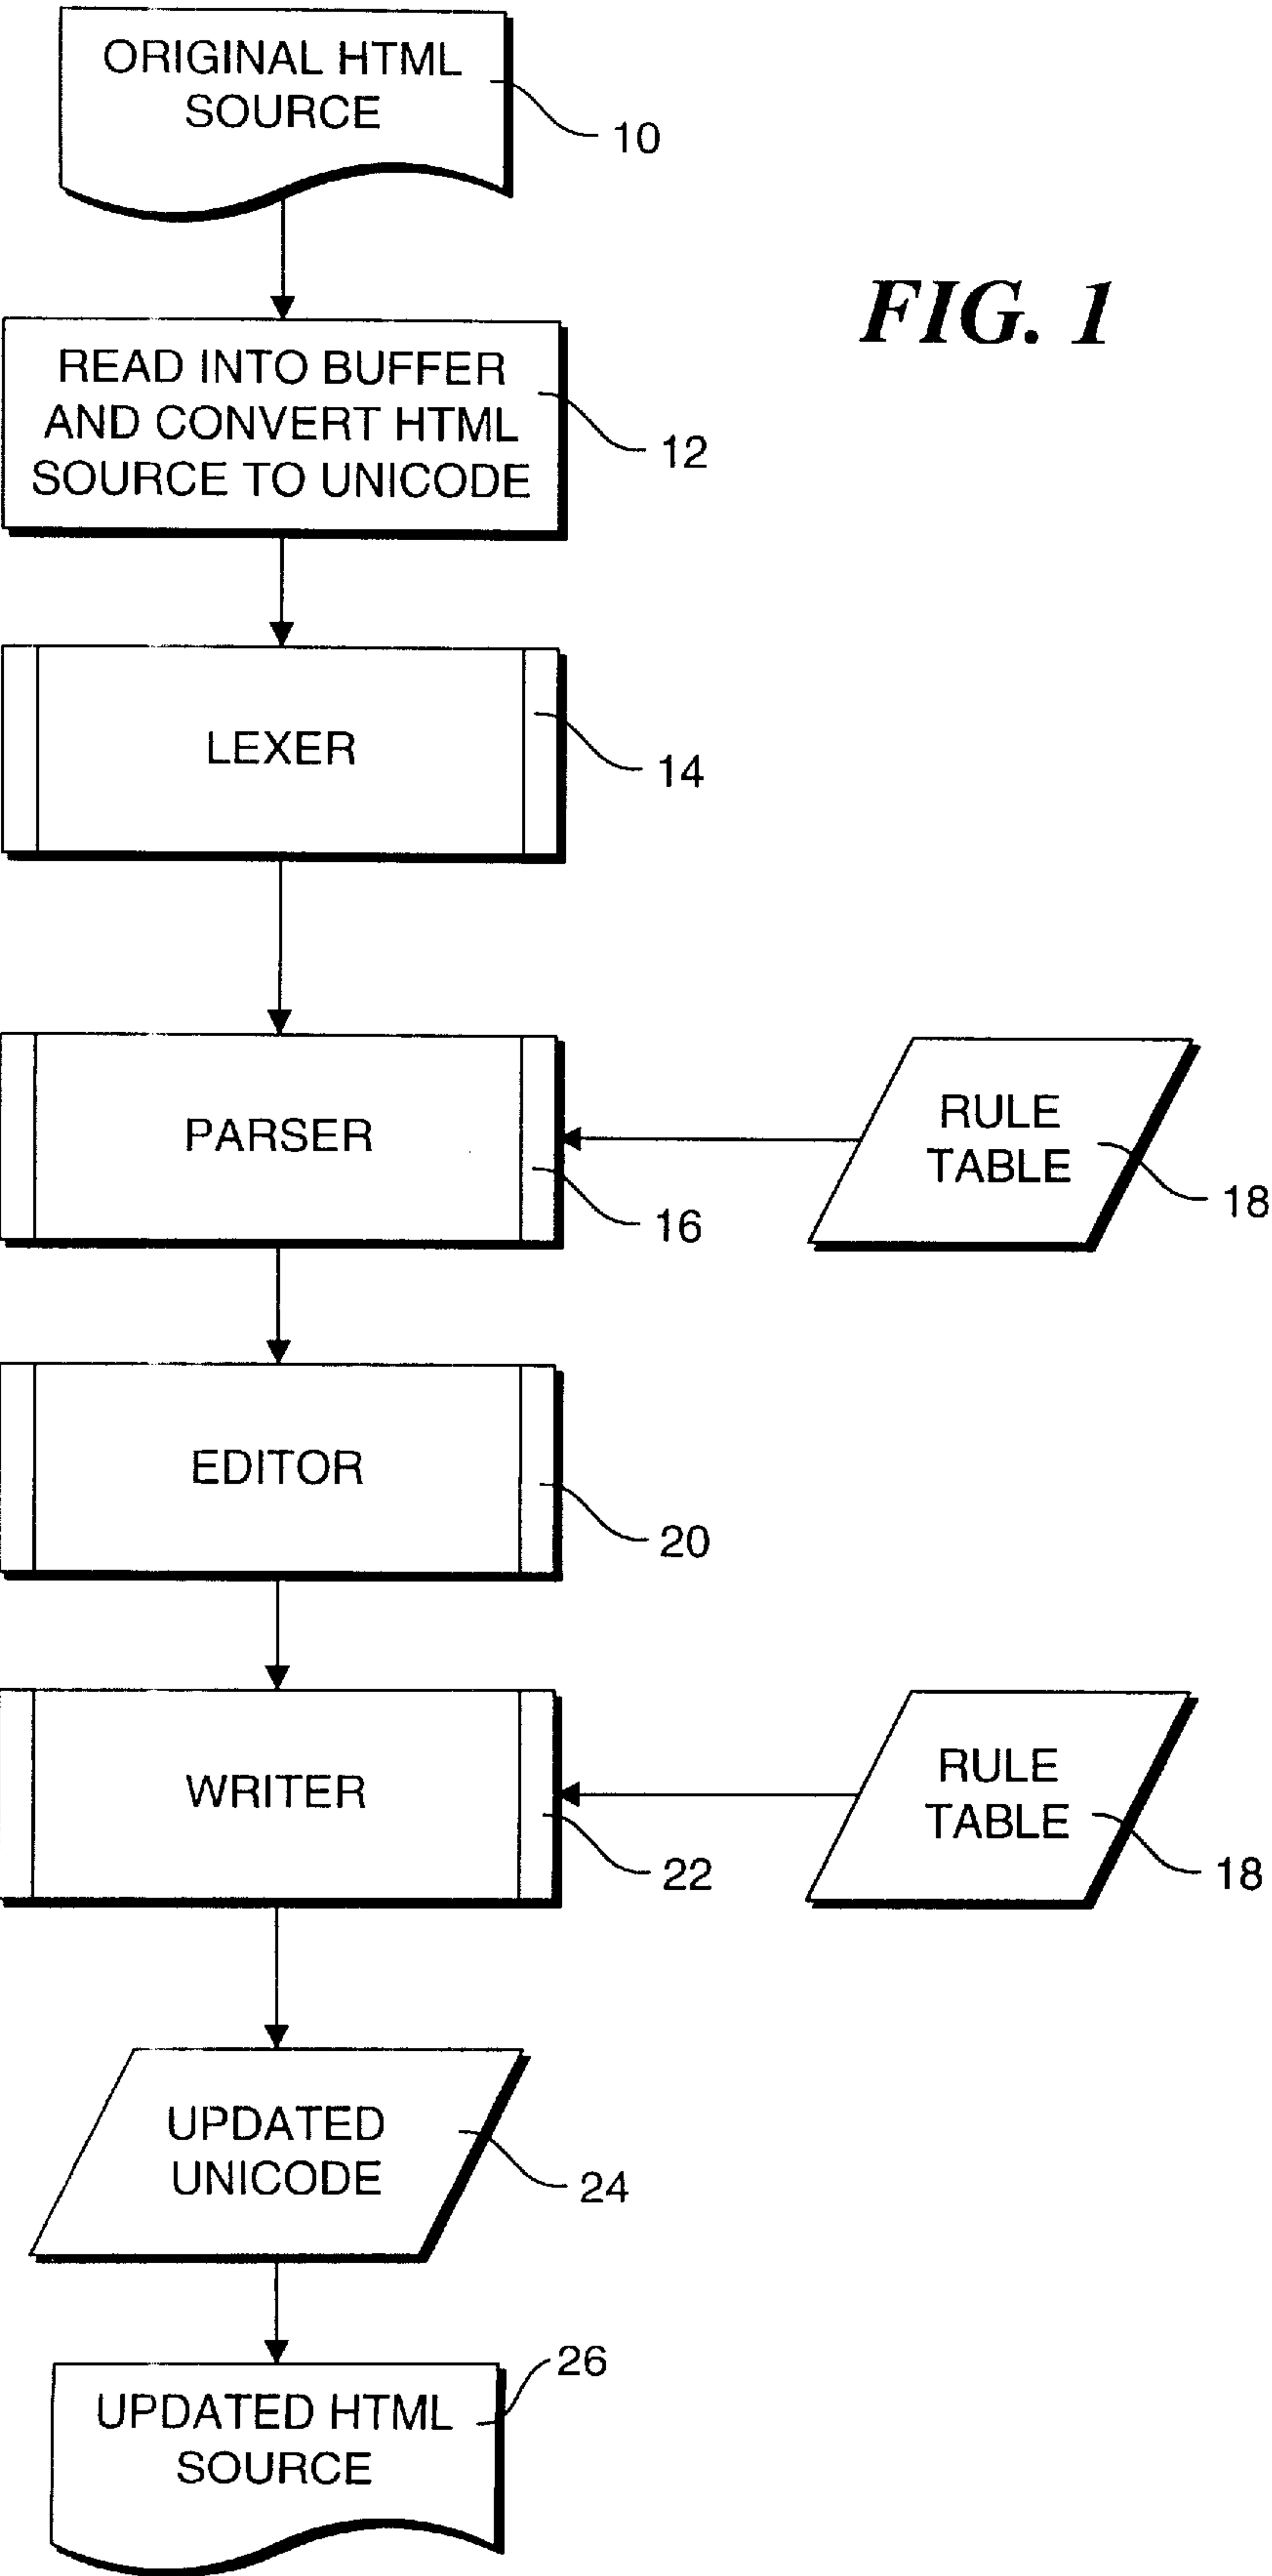 ORIGINAL HTML
SOURCE
10
FIG. 1
READ INTO BUFFER
AND CONVERT HTML
SOURCE TO UNICODE
12
LEXER
14
PARSER
16
RULE
TABLE
18
EDITOR
20
WRITER
22
RULE
TABLE
18
UPDATED
UNICODE
24
26
UPDATED HTML
SOURCE